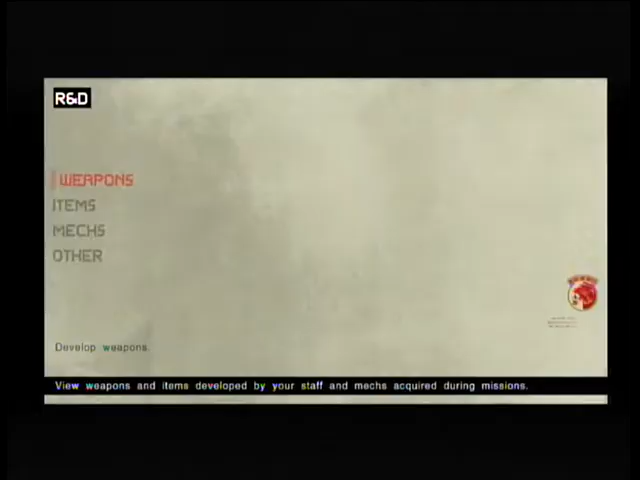 R&D
WEAPONS
ITEMS
MECHS
OTHER
Develop weapons.
View weapons and items developed by your staff and mechs acquired during missions.